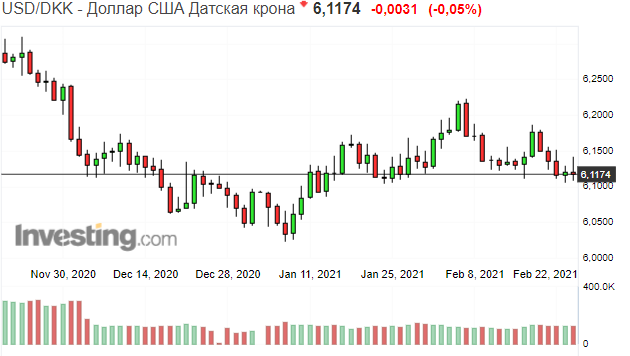 USD/DKK - Доллар США Датская крона 6,1174 -0,0031 (-0,05%)
6,2500
6,2000
6,1500
6,1174
6,1000
6,0500
6,0000
Investing.com
Nov 30, 2020 Dec 14, 2020 Dec 28, 2020 Jan 11, 2021 Jan 25, 2021 Feb 8, 2021 Feb 22, 2021
400.0K
0